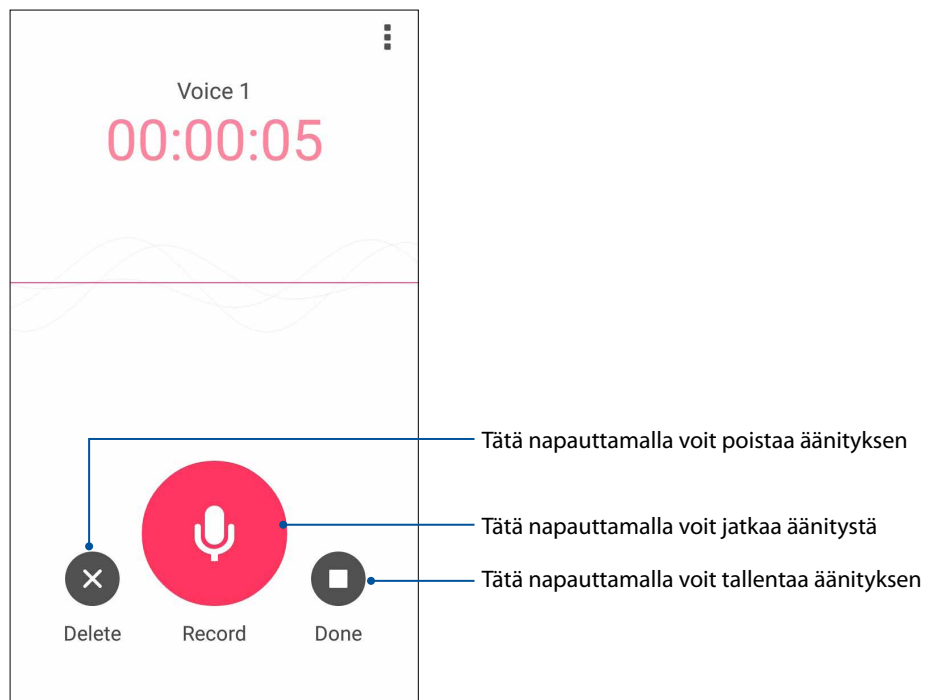 Voice 1
00:00:05
Tätä napauttamalla voit poistaa äänityksen
Tätä napauttamalla voit jatkaa äänitystä
Tätä napauttamalla voit tallentaa äänityksen
Delete Record Done